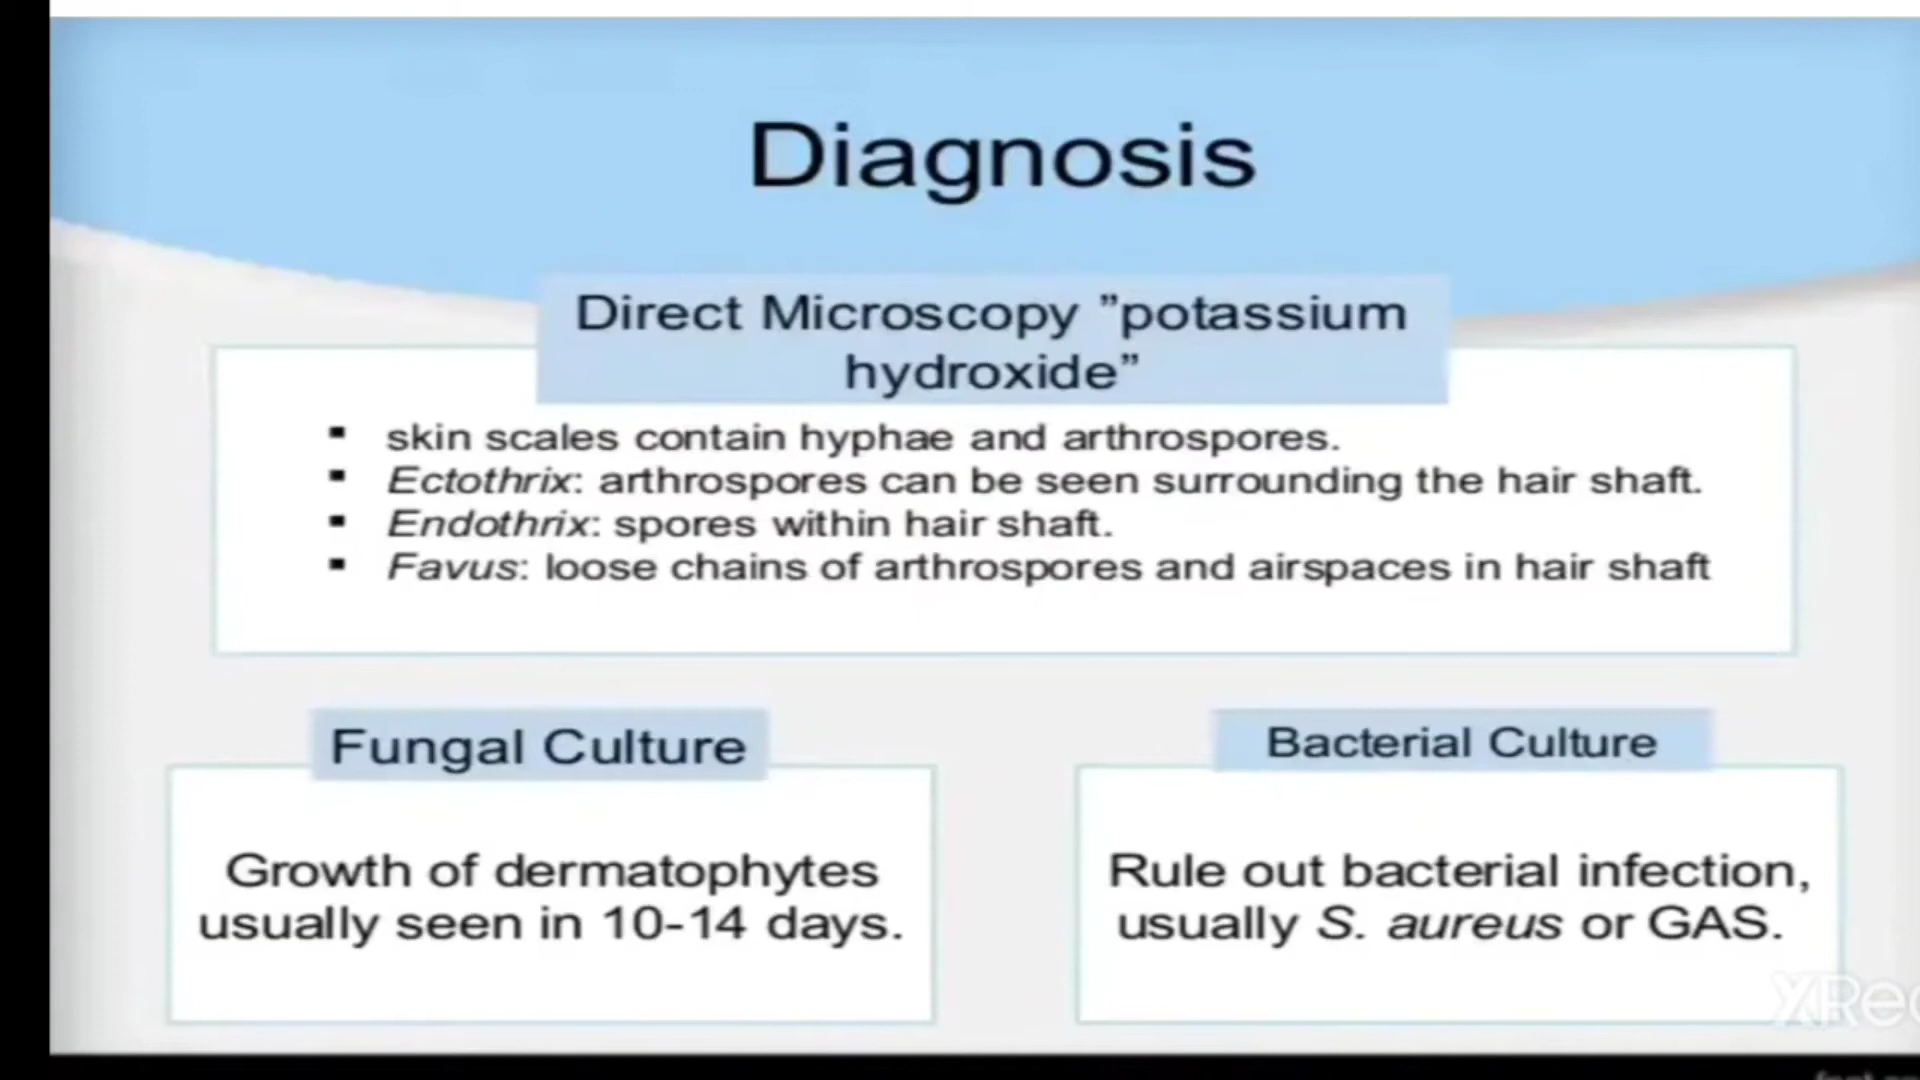 Diagnosis
Direct Microscopy ”potassium
hydroxide”
▪ skin scales contain hyphae and arthrospores.
▪ Ectothrix: arthrospores can be seen surrounding the hair shaft.
▪ Endothrix: spores within hair shaft.
▪ Favus: loose chains of arthrospores and airspaces in hair shaft
Fungal Culture
Growth of dermatophytes
usually seen in 10-14 days.
Bacterial Culture
Rule out bacterial infection,
usually S. aureus or GAS.